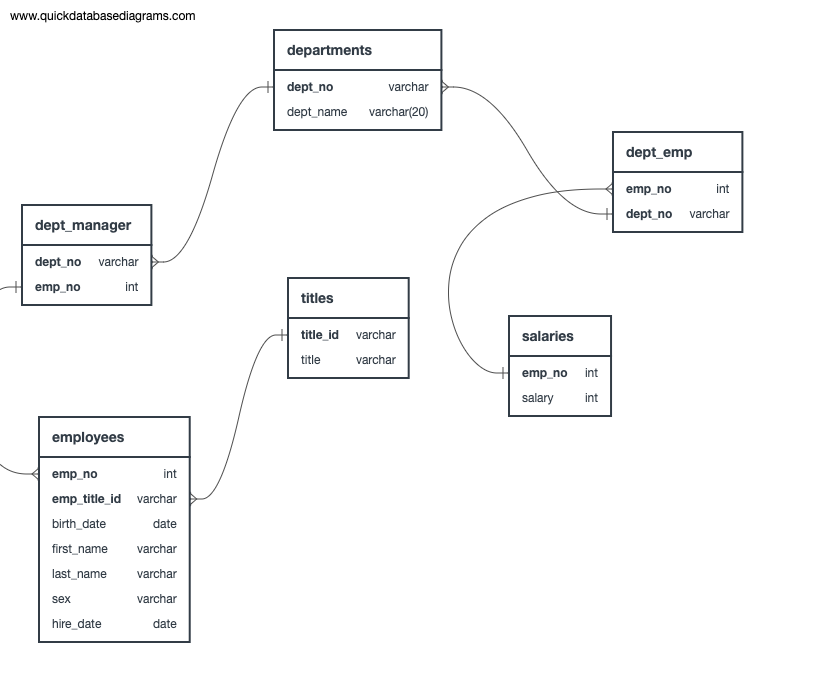 www.quickdatabasediagrams.com
departments
dept_no varchar
dept_name varchar(20)
dept_emp
emp_no int
dept_no varchar
dept_manager
dept_no varchar
emp_no int
titles
title_id varchar
title varchar
salaries
emp_no int
salary int
employees
emp_no int
emp_title_id varchar
birth_date date
first_name varchar
last_name varchar
sex varchar
hire_date date